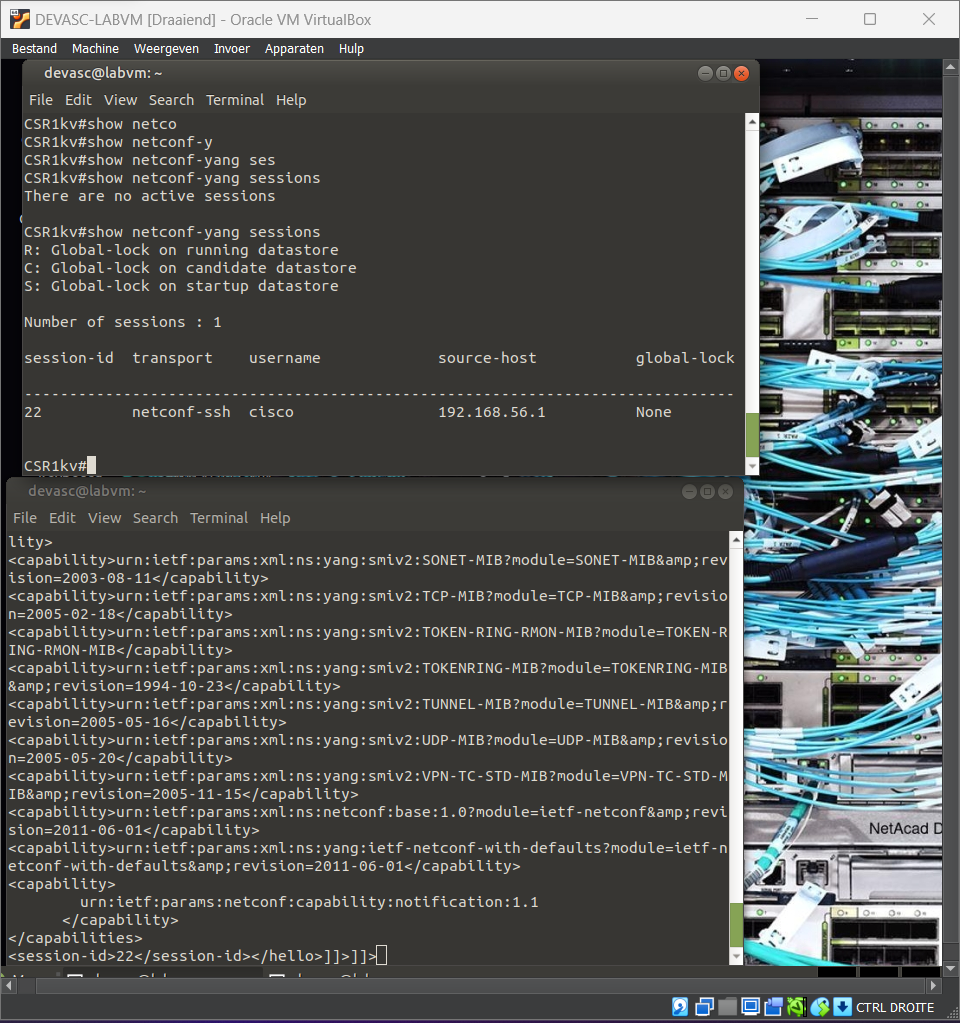 DEVASC-LABVM [Draaiend] - Oracle VM VirtualBox
Bestand Machine Weergeven Invoer Apparaten Hulp
devasc@labvm: ~
File Edit View Search Terminal Help
CSR1kv#show netco
CSR1kv#show netconf-y
CSR1kv#show netconf-yang ses
CSR1kv#show netconf-yang sessions
There are no active sessions
CSR1kv#show netconf-yang sessions
R: Global-lock on running datastore
C: Global-lock on candidate datastore
S: Global-lock on startup datastore
Number of sessions : 1
session-id transport username source-host global-lock
-------------------------------------------------------------------------------
22 netconf-ssh cisco 192.168.56.1 None
CSR1kv#
devasc@labvm: ~
File Edit View Search Terminal Help
lity>
<capability>urn:ietf:params:xml:ns:yang:smiv2:SONET-MIB?module=SONET-MIB&amp;rev
ision=2003-08-11</capability>
<capability>urn:ietf:params:xml:ns:yang:smiv2:TCP-MIB?module=TCP-MIB&amp;revisio
n=2005-02-18</capability>
<capability>urn:ietf:params:xml:ns:yang:smiv2:TOKEN-RING-RMON-MIB?module=TOKEN-R
ING-RMON-MIB</capability>
<capability>urn:ietf:params:xml:ns:yang:smiv2:TOKENRING-MIB?module=TOKENRING-MIB
&amp;revision=1994-10-23</capability>
<capability>urn:ietf:params:xml:ns:yang:smiv2:TUNNEL-MIB?module=TUNNEL-MIB&amp;r
evision=2005-05-16</capability>
<capability>urn:ietf:params:xml:ns:yang:smiv2:UDP-MIB?module=UDP-MIB&amp;revisio
n=2005-05-20</capability>
<capability>urn:ietf:params:xml:ns:yang:smiv2:VPN-TC-STD-MIB?module=VPN-TC-STD-M
IB&amp;revision=2005-11-15</capability>
<capability>urn:ietf:params:xml:ns:netconf:base:1.0?module=ietf-netconf&amp;revi
sion=2011-06-01</capability>
<capability>urn:ietf:params:xml:ns:yang:ietf-netconf-with-defaults?module=ietf-n
etconf-with-defaults&amp;revision=2011-06-01</capability>
<capability>
urn:ietf:params:netconf:capability:notification:1.1
</capability>
</capabilities>
<session-id>22</session-id></hello>]]>]]>
NetAcad D
CTRL DROITE